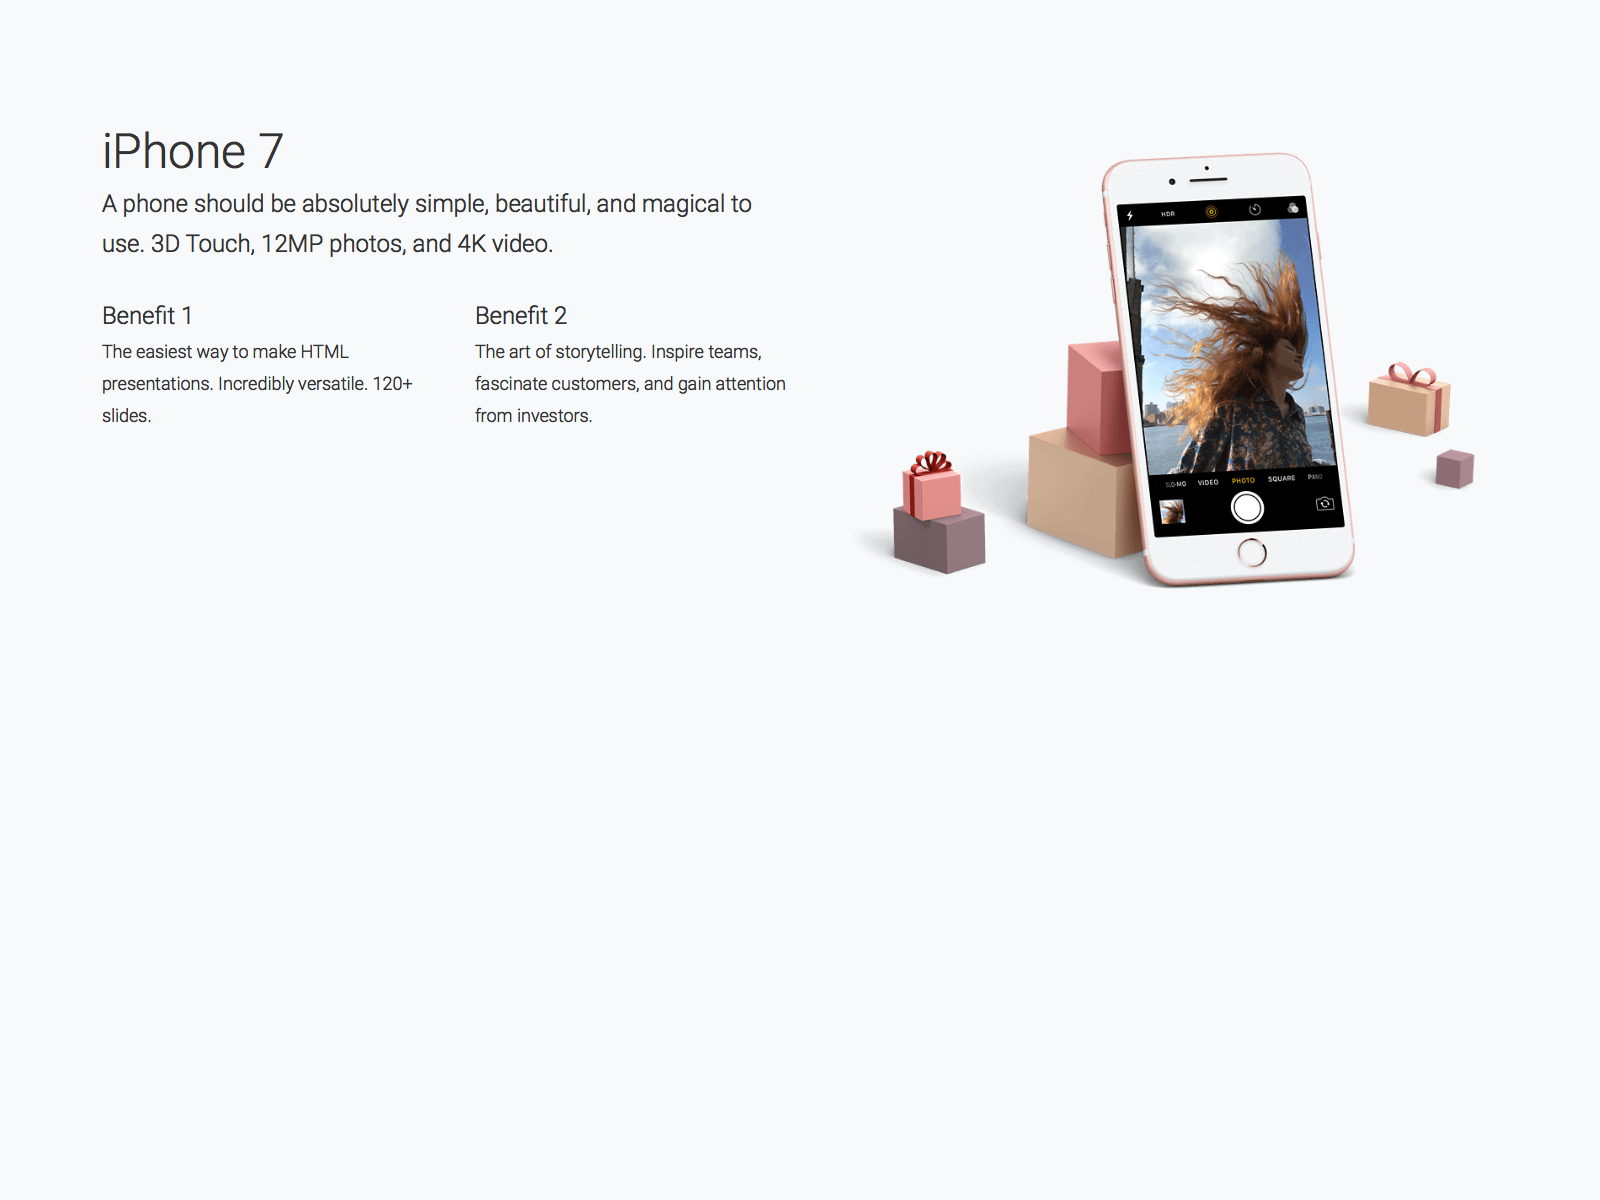 iPhone 7
A phone should be absolutely simple, beautiful, and magical to
use. 3D Touch, 12MP photos, and 4K video.
Benefit 1
The easiest way to make HTML
presentations. Incredibly versatile. 120+
slides.
Benefit 2
The art of storytelling. Inspire teams,
fascinate customers, and gain attention
from investors.
HDR
SLO-MO VIDEO PHOTO SQUARE PANO